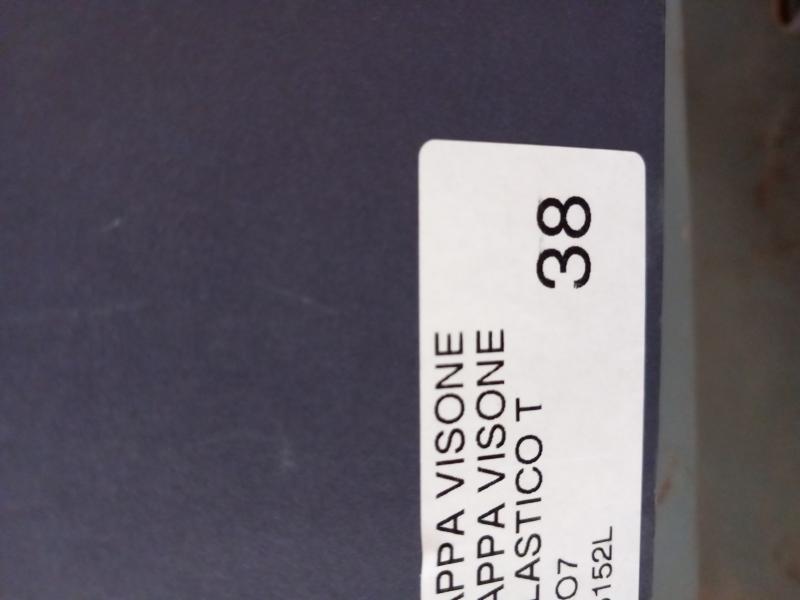 38
APPA VISONE
APPA VISONE
LASTICO T
O7
152L